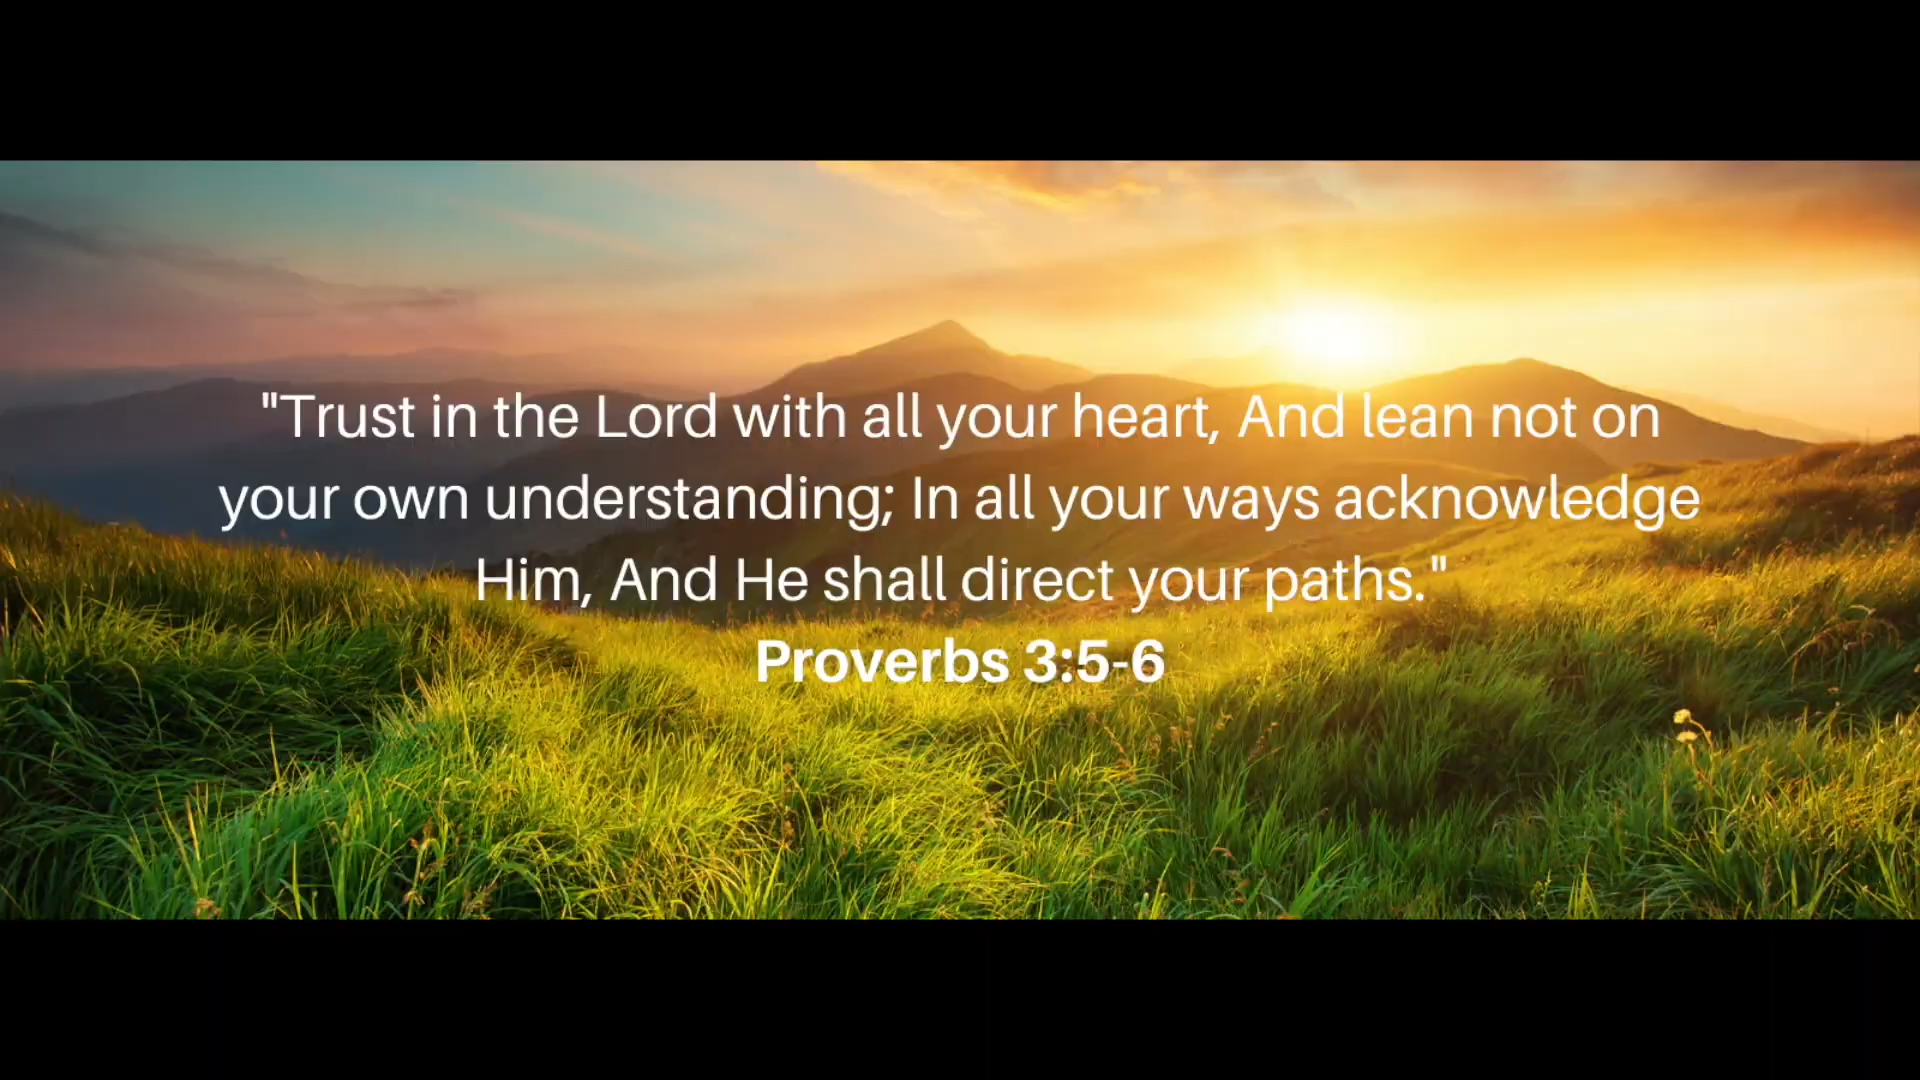 "Trust in the Lord with all your heart, And lean not on
your own understanding; In all your ways acknowledge
Him, And He shall direct your paths."
Proverbs 3:5-6